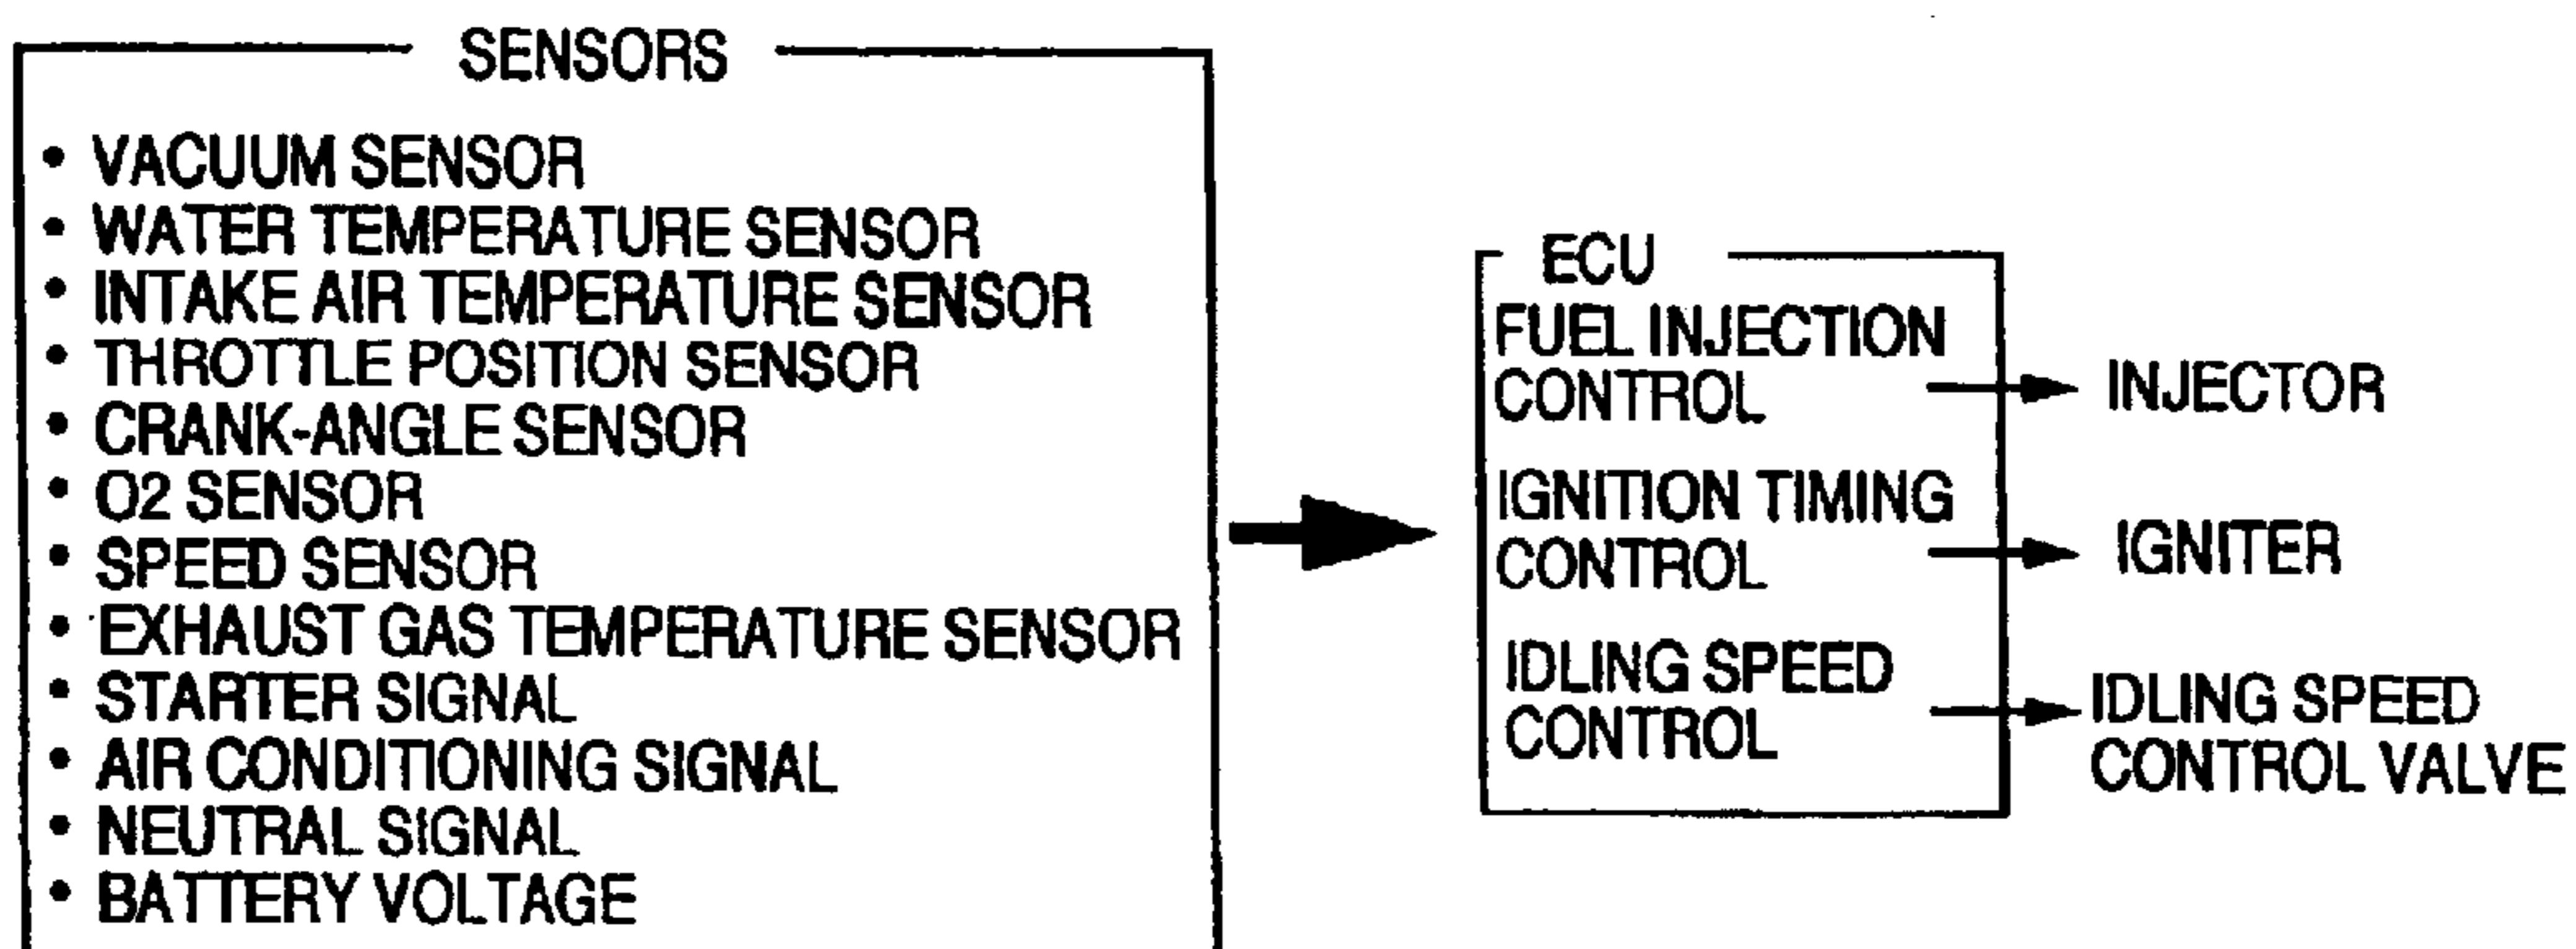 SENSORS
• VACUUM SENSOR
• WATER TEMPERATURE SENSOR
• INTAKE AIR TEMPERATURE SENSOR
• THROTTLE POSITION SENSOR
• CRANK-ANGLE SENSOR
• O2 SENSOR
• SPEED SENSOR
• EXHAUST GAS TEMPERATURE SENSOR
• STARTER SIGNAL
• AIR CONDITIONING SIGNAL
• NEUTRAL SIGNAL
• BATTERY VOLTAGE
ECU
FUEL INJECTION
CONTROL
IGNITION TIMING
CONTROL
IDLING SPEED
CONTROL
INJECTOR
IGNITER
IDLING SPEED
CONTROL VALVE